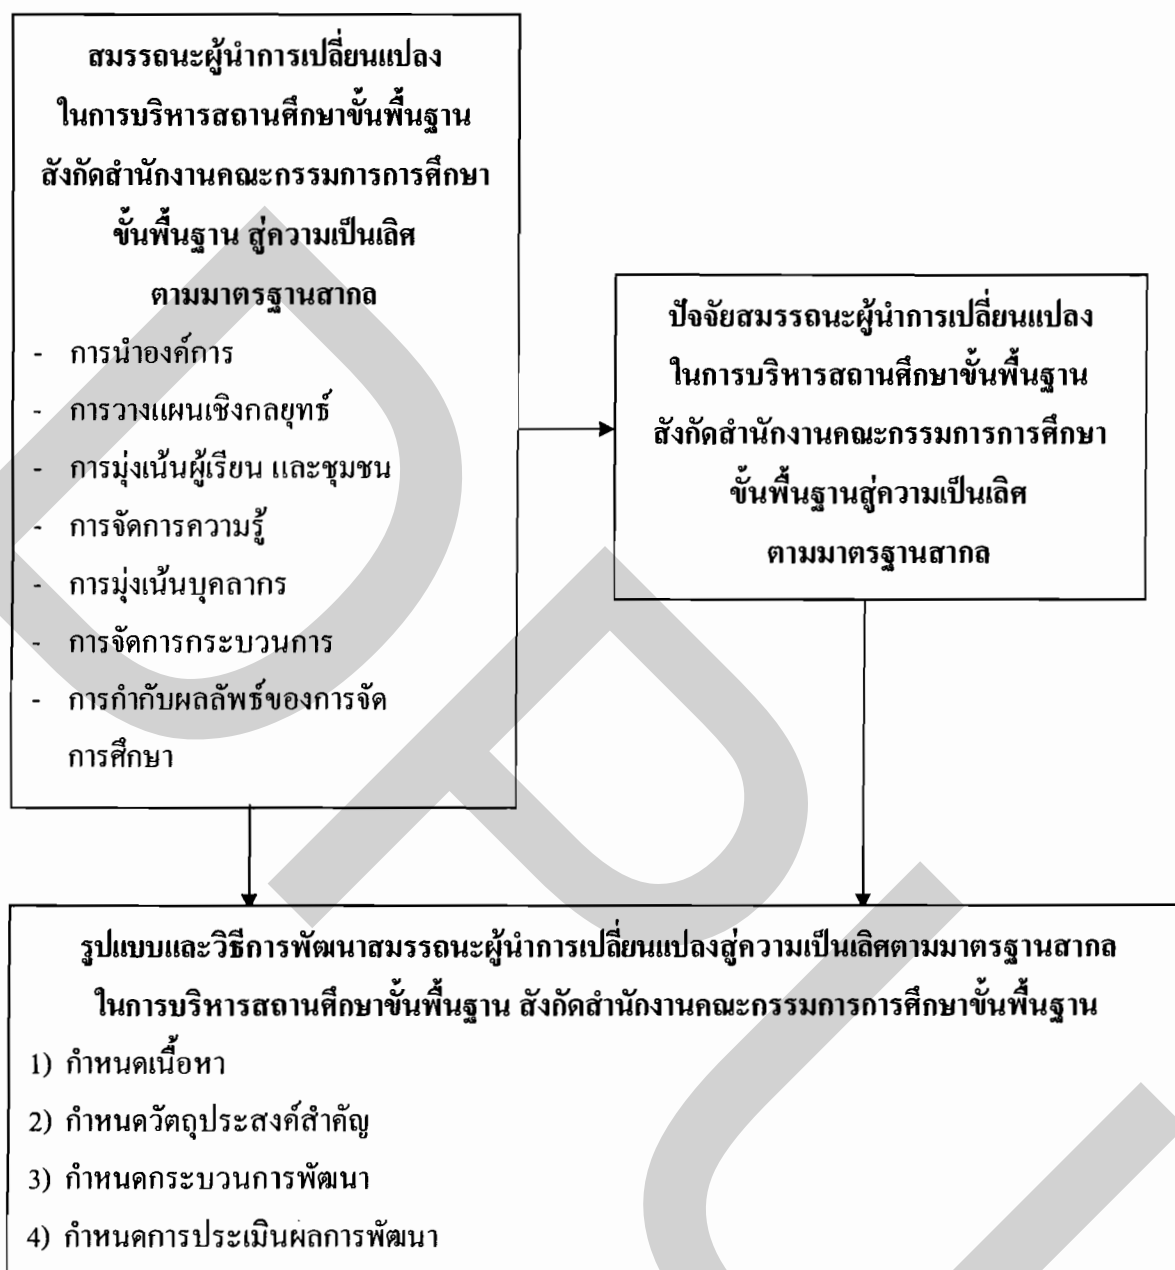 สมรรถนะผู้นำการเปลี่ยนแปลง
ในการบริหารสถานศึกษาขั้นพื้นฐาน
สังกัดสำนักงานคณะกรรมการการศึกษา
ขั้นพื้นฐาน สู่ความเป็นเลิศ
ตามมาตรฐานสากล
- การนำองค์การ
- การวางแผนเชิงกลยุทธ์
- การมุ่งเน้นผู้เรียน และชุมชน
- การจัดการความรู้
- การมุ่งเน้นบุคลากร
- การจัดการกระบวนการ
- การกำกับผลลัพธ์ของการจัด
การศึกษา
ปัจจัยสมรรถนะผู้นำการเปลี่ยนแปลง
ในการบริหารสถานศึกษาขั้นพื้นฐาน
สังกัดสำนักงานคณะกรรมการการศึกษา
ขั้นพื้นฐานสู่ความเป็นเลิศ
ตามมาตรฐานสากล
รูปแบบและวิธีการพัฒนาสมรรถนะผู้นำการเปลี่ยนแปลงสู่ความเป็นเลิศตามมาตรฐานสากล
ในการบริหารสถานศึกษาขั้นพื้นฐาน สังกัดสำนักงานคณะกรรมการการศึกษาขั้นพื้นฐาน
1) กำหนดเนื้อหา
2) กำหนดวัตถุประสงค์สำคัญ
3) กำหนดกระบวนการพัฒนา
4) กำหนดการประเมินผลการพัฒนา
DPU